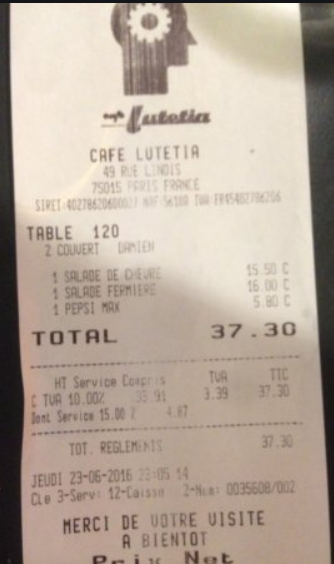 café Lutetia
CAFE LUTETIA
49 RUE LINOIS
75015 PARIS FRANCE
SIRET:40278620600027 NAF 5610A TVA FR45402786206
TABLE 120
2 COUVERT DAMIEN
1 SALADE DE CHEVRE 15.50 C
1 SALADE FERMIERE 16.00 C
1 PEPSI MAX 5.80 C
TOTAL 37.30
HT Service Compris TVA TTC
C TVA 10.00% 33.91 3.39 37.30
Dont Service 15.00 % 4.87
TOT. REGLEMENTS 37.30
JEUDI 23-06-2016 23:05 14
Cle 3-Serv: 12-Caisse 2-Num: 0035608/002
MERCI DE VOTRE VISITE
A BIENTOT
Prix Net